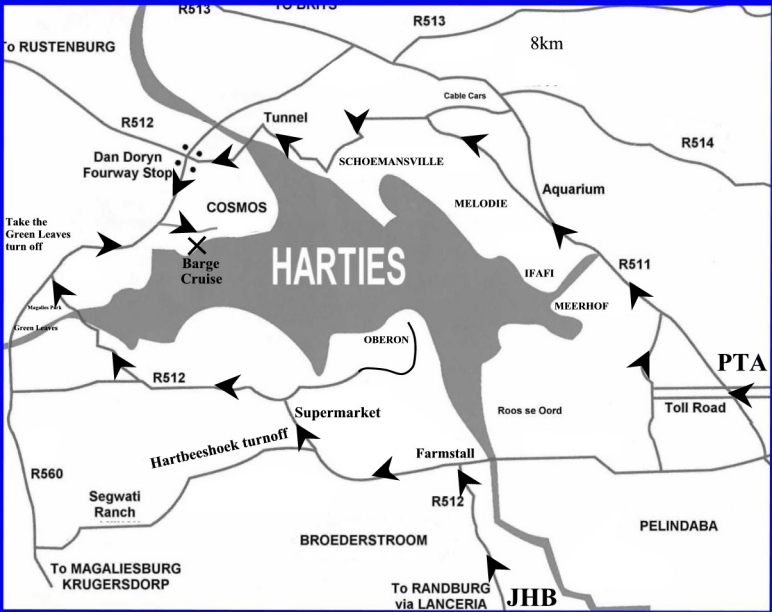 R513
TO BRITS
R513
To RUSTENBURG
8km
Cable Cars
R512
Tunnel
R514
Dan Doryn
Fourway Stop
SCHOEMANSVILLE
Aquarium
MELODIE
COSMOS
Take the
Green Leaves
turn off
Barge
Cruise
HARTIES
IFAFI
R511
MEERHOF
Magalies Park
Green Leaves
OBERON
PTA
R512
Toll Road
Supermarket
Roos se Oord
Hartbeeshoek turnoff
Farmstall
R560
Segwati
Ranch
R512
BROEDERSTROOM
PELINDABA
To MAGALIESBURG
KRUGERSDORP
To RANDBURG
via LANCERIA
JHB